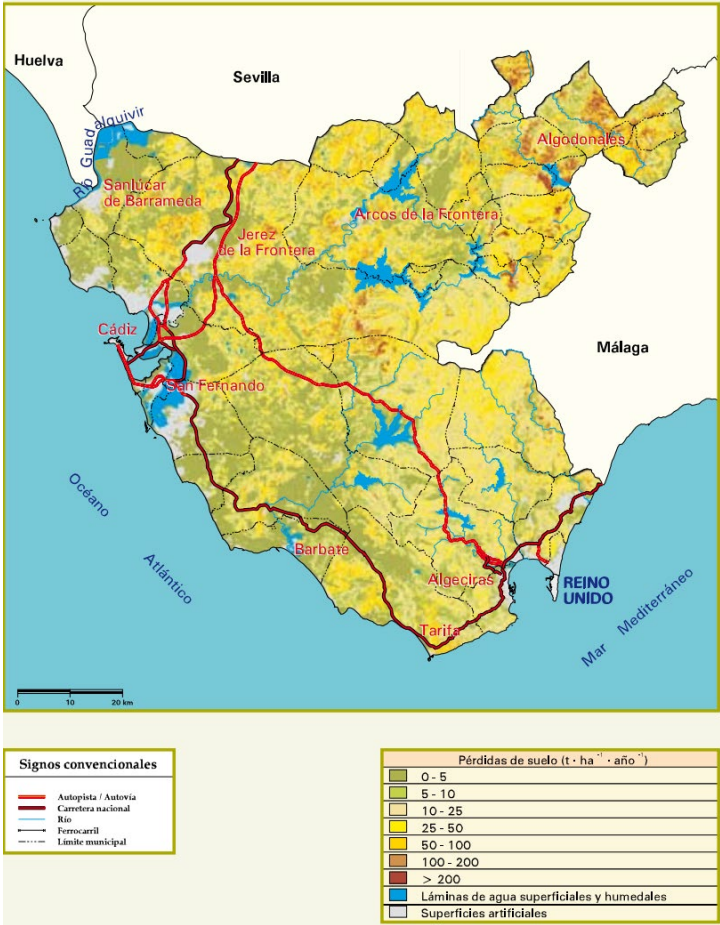 Huelva
Sevilla
Río Guadalquivir
Algodonales
Sanlúcar
de Barrameda
Arcos de la Frontera
Jerez
de la Frontera
Cádiz
Málaga
San Fernando
Océano
Atlántico
Barbate
Algeciras
REINO
UNIDO
Tarifa
Mar Mediterráneo
0 10 20 km
Signos convencionales
Autopista / Autovía
Carretera nacional
Río
Ferrocarril
Límite municipal
Pérdidas de suelo (t · ha⁻¹ · año⁻¹)
0 - 5
5 - 10
10 - 25
25 - 50
50 - 100
100 - 200
> 200
Láminas de agua superficiales y humedales
Superficies artificiales